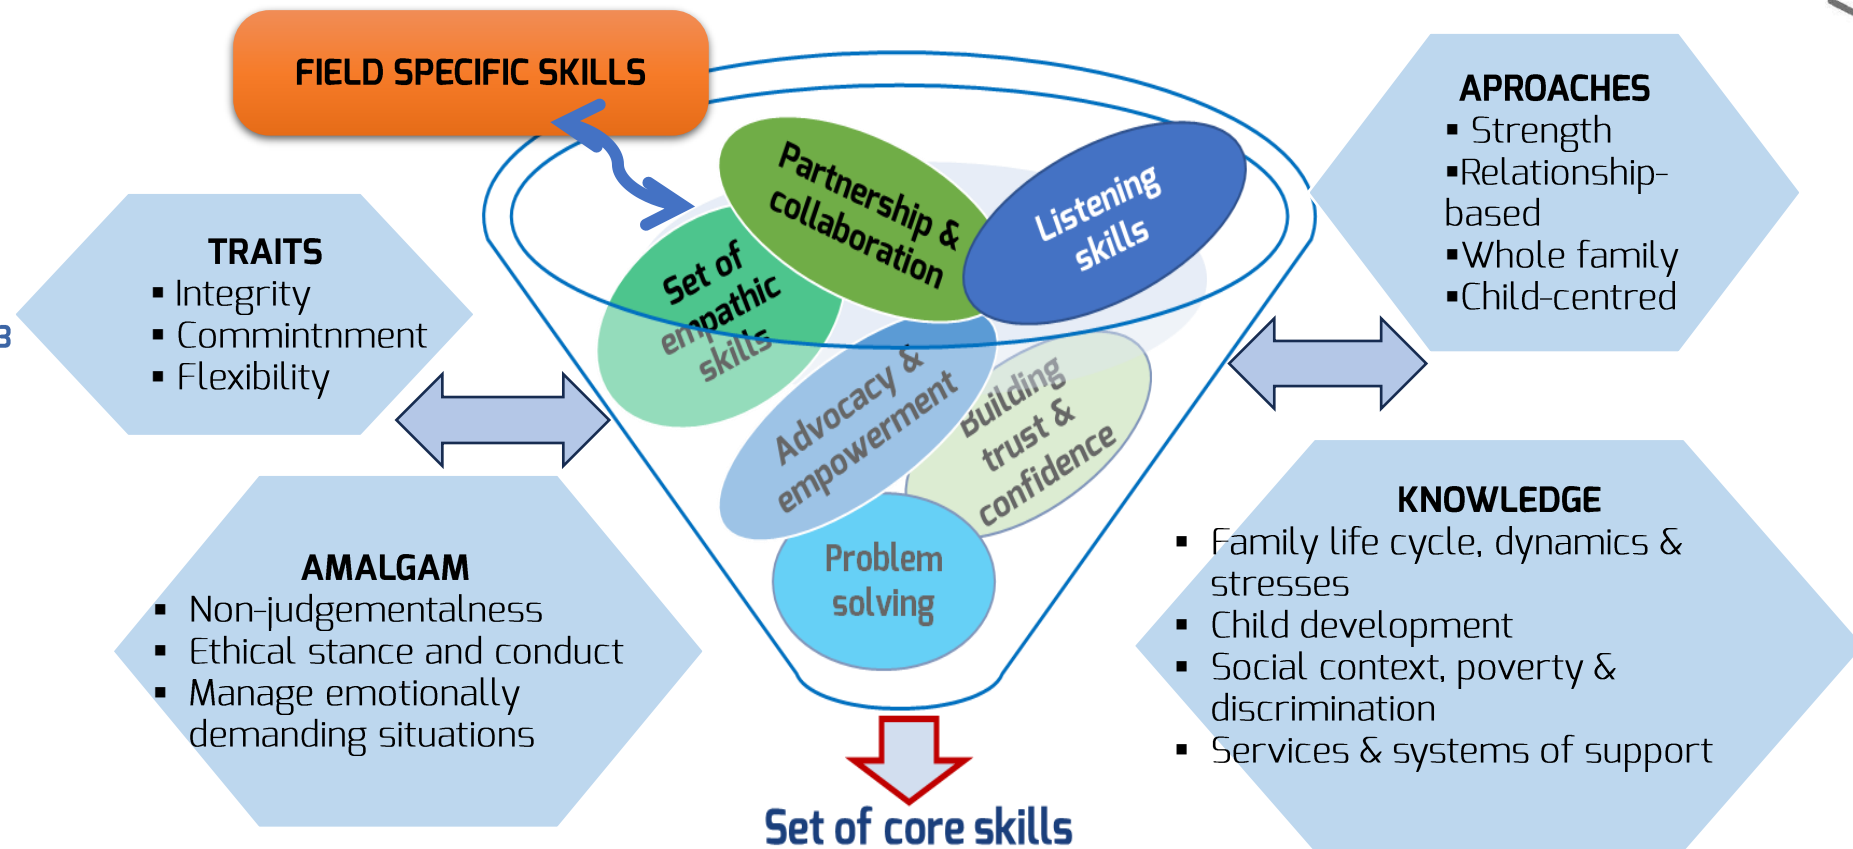 FIELD SPECIFIC SKILLS
Partnership &
collaboration
Listening
skills
Set of
empathic
skills
Advocacy &
empowerment
Building
trust &
confidence
Problem
solving
Set of core skills
TRAITS
▪ Integrity
▪ Commintnment
▪ Flexibility
3
AMALGAM
▪ Non-judgementalness
▪ Ethical stance and conduct
▪ Manage emotionally
demanding situations
APROACHES
▪ Strength
▪Relationship-
based
▪Whole family
▪Child-centred
KNOWLEDGE
▪ Family life cycle, dynamics &
stresses
▪ Child development
▪ Social context, poverty &
discrimination
▪ Services & systems of support